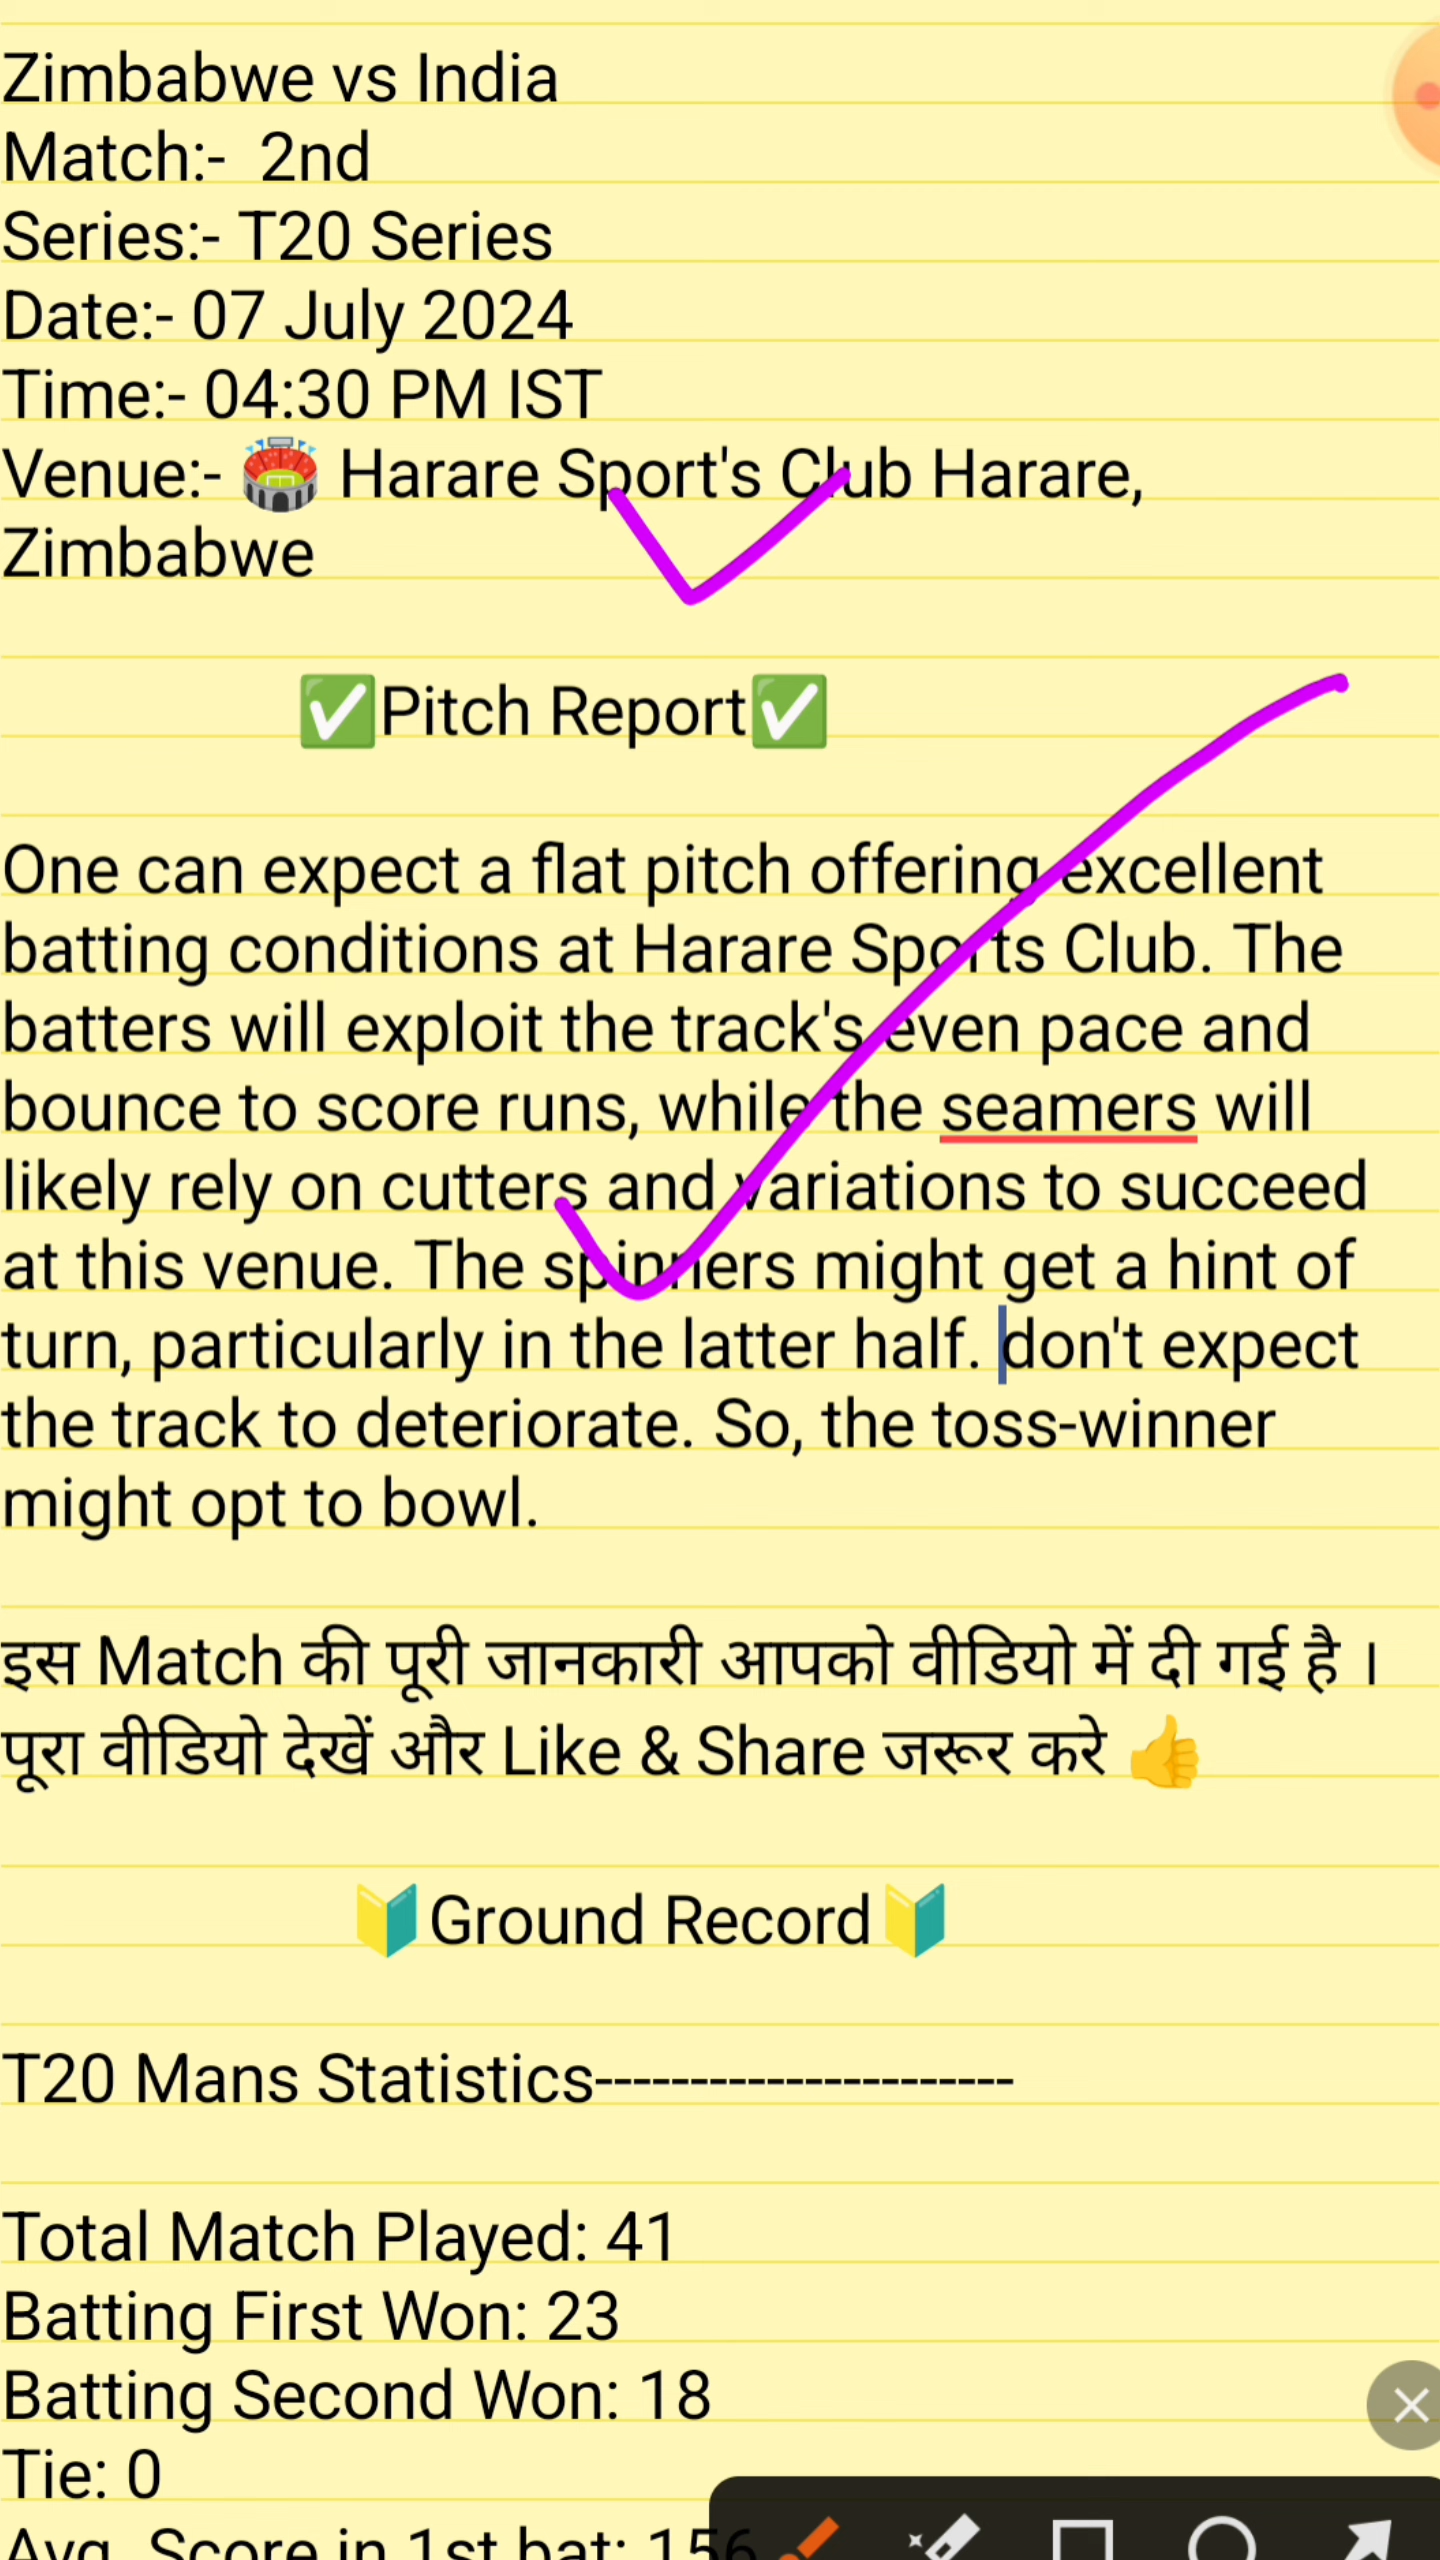 Zimbabwe vs India
Match:- 2nd
Series:- T20 Series
Date:- 07 July 2024
Time:- 04:30 PM IST
Venue:- 🏟️ Harare Sport's Club Harare,
Zimbabwe
✅Pitch Report✅
One can expect a flat pitch offering excellent
batting conditions at Harare Sports Club. The
batters will exploit the track's even pace and
bounce to score runs, while the seamers will
likely rely on cutters and variations to succeed
at this venue. The spinners might get a hint of
turn, particularly in the latter half. don't expect
the track to deteriorate. So, the toss-winner
might opt to bowl.
इस Match की पूरी जानकारी आपको वीडियो में दी गई है ।
पूरा वीडियो देखें और Like & Share जरूर करे 👍
🔰Ground Record🔰
T20 Mans Statistics----------------------
Total Match Played: 41
Batting First Won: 23
Batting Second Won: 18
Tie: 0
Avg. Score in 1st bat: 156